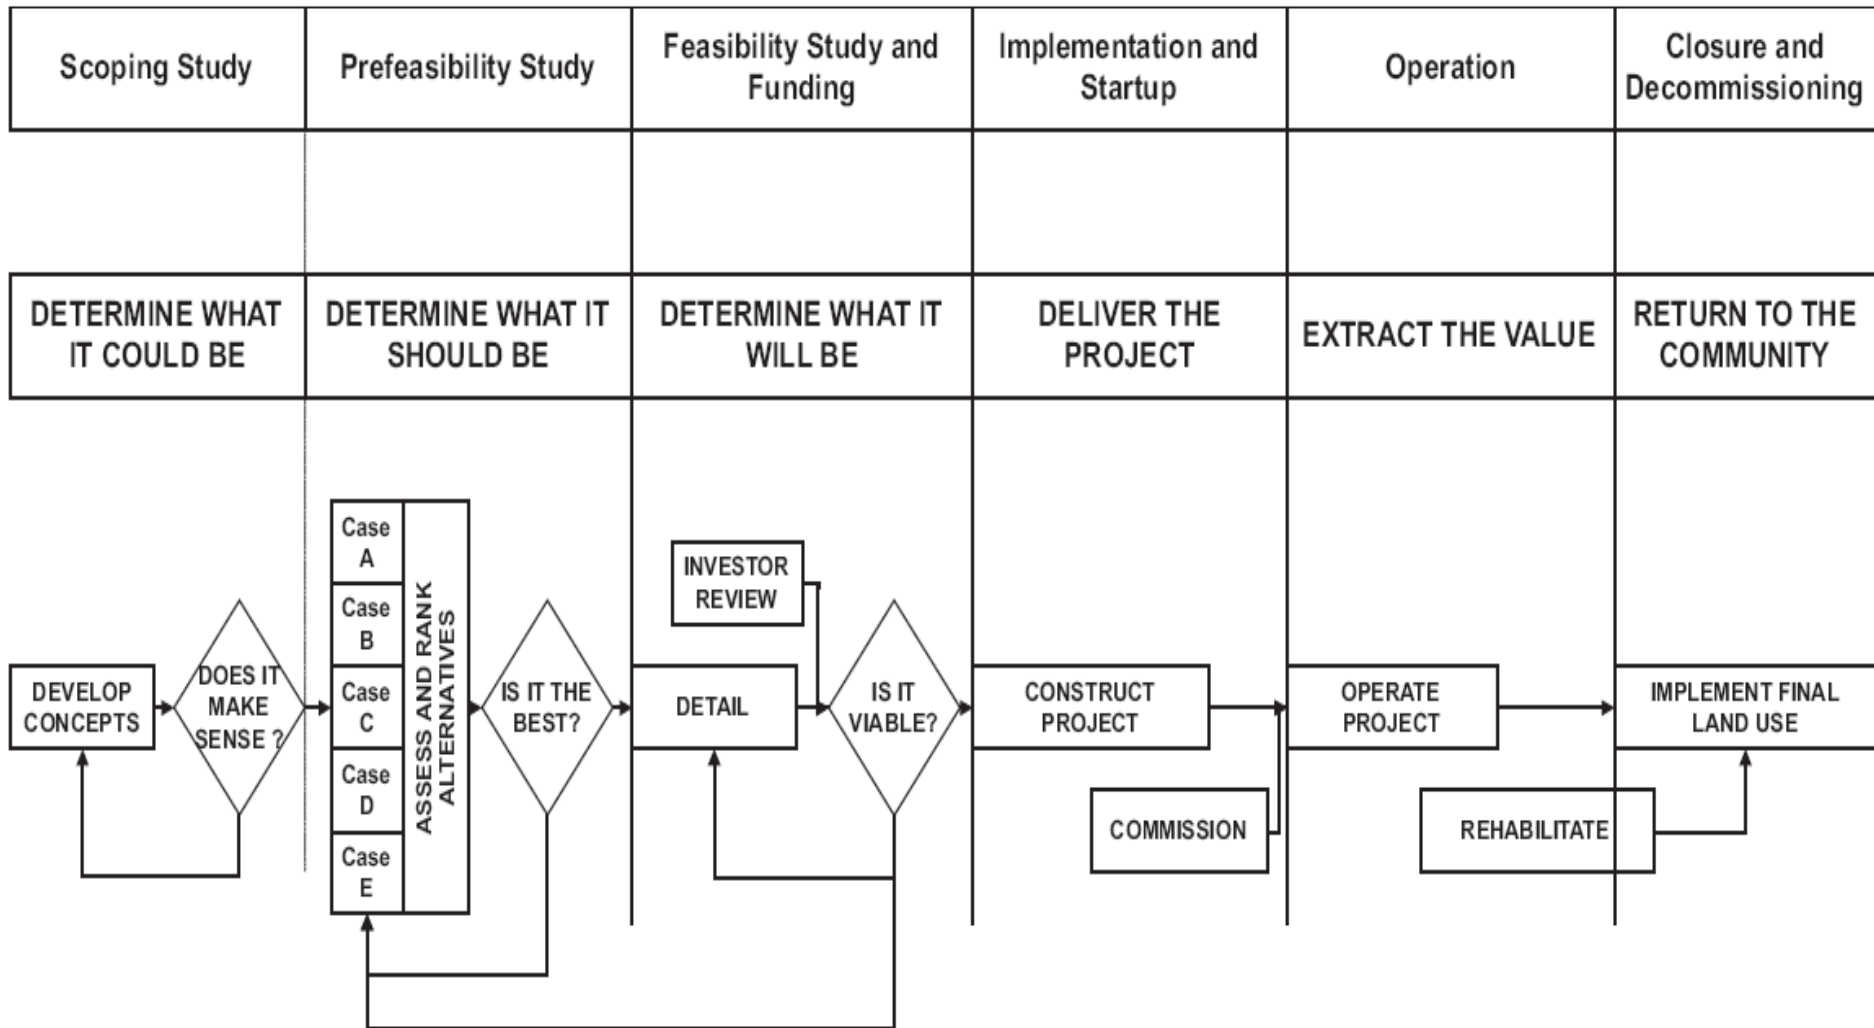 Scoping Study
Prefeasibility Study
Feasibility Study and
Funding
Implementation and
Startup
Operation
Closure and
Decommissioning
DETERMINE WHAT
IT COULD BE
DETERMINE WHAT IT
SHOULD BE
DETERMINE WHAT IT
WILL BE
DELIVER THE
PROJECT
EXTRACT THE VALUE
RETURN TO THE
COMMUNITY
DEVELOP
CONCEPTS
DOES IT
MAKE
SENSE ?
Case
A
Case
B
Case
C
Case
D
Case
E
ASSESS AND RANK
ALTERNATIVES
IS IT THE
BEST?
INVESTOR
REVIEW
DETAIL
IS IT
VIABLE?
CONSTRUCT
PROJECT
COMMISSION
OPERATE
PROJECT
REHABILITATE
IMPLEMENT FINAL
LAND USE